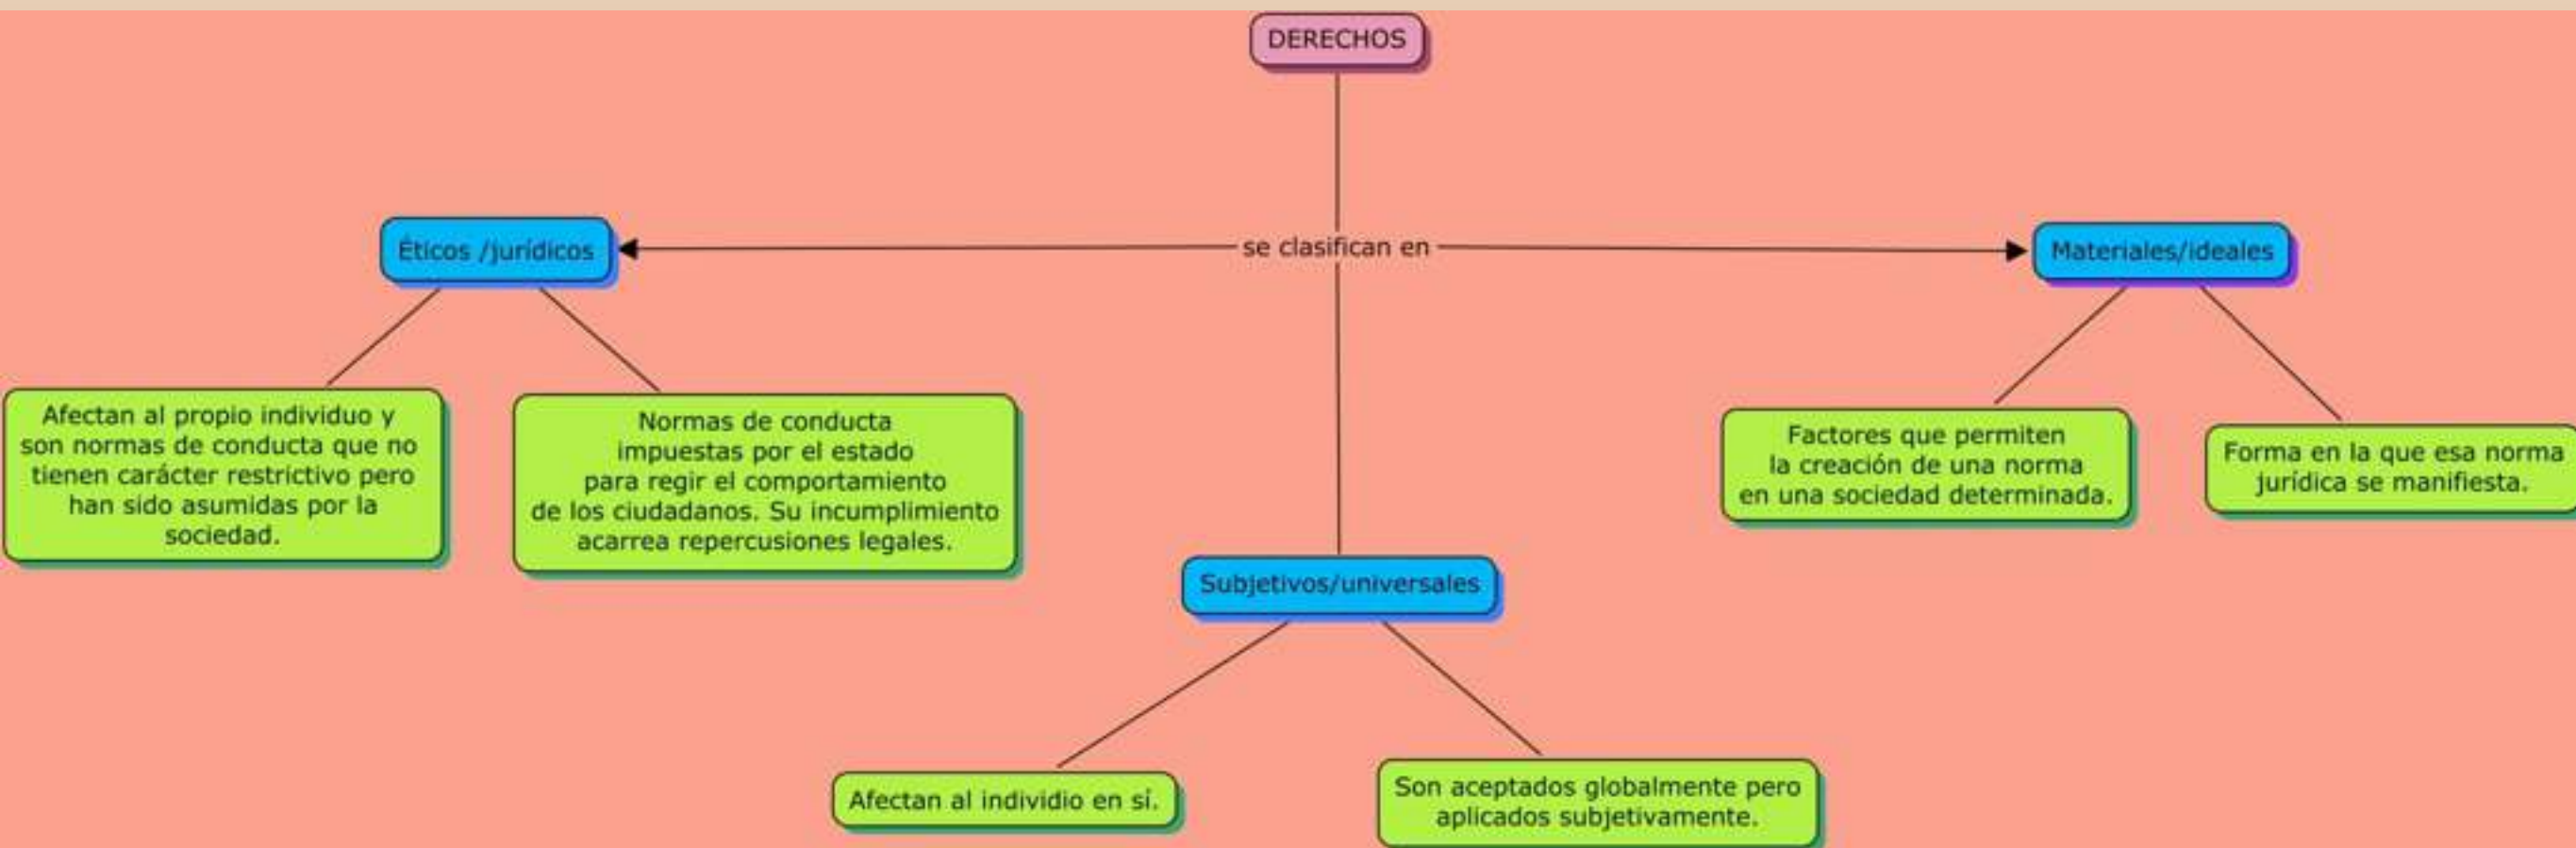 DERECHOS
se clasifican en
Éticos /jurídicos
Materiales/ideales
Afectan al propio individuo y
son normas de conducta que no
tienen carácter restrictivo pero
han sido asumidas por la
sociedad.
Normas de conducta
impuestas por el estado
para regir el comportamiento
de los ciudadanos. Su incumplimiento
acarrea repercusiones legales.
Factores que permiten
la creación de una norma
en una sociedad determinada.
Forma en la que esa norma
jurídica se manifiesta.
Subjetivos/universales
Afectan al individio en sí.
Son aceptados globalmente pero
aplicados subjetivamente.